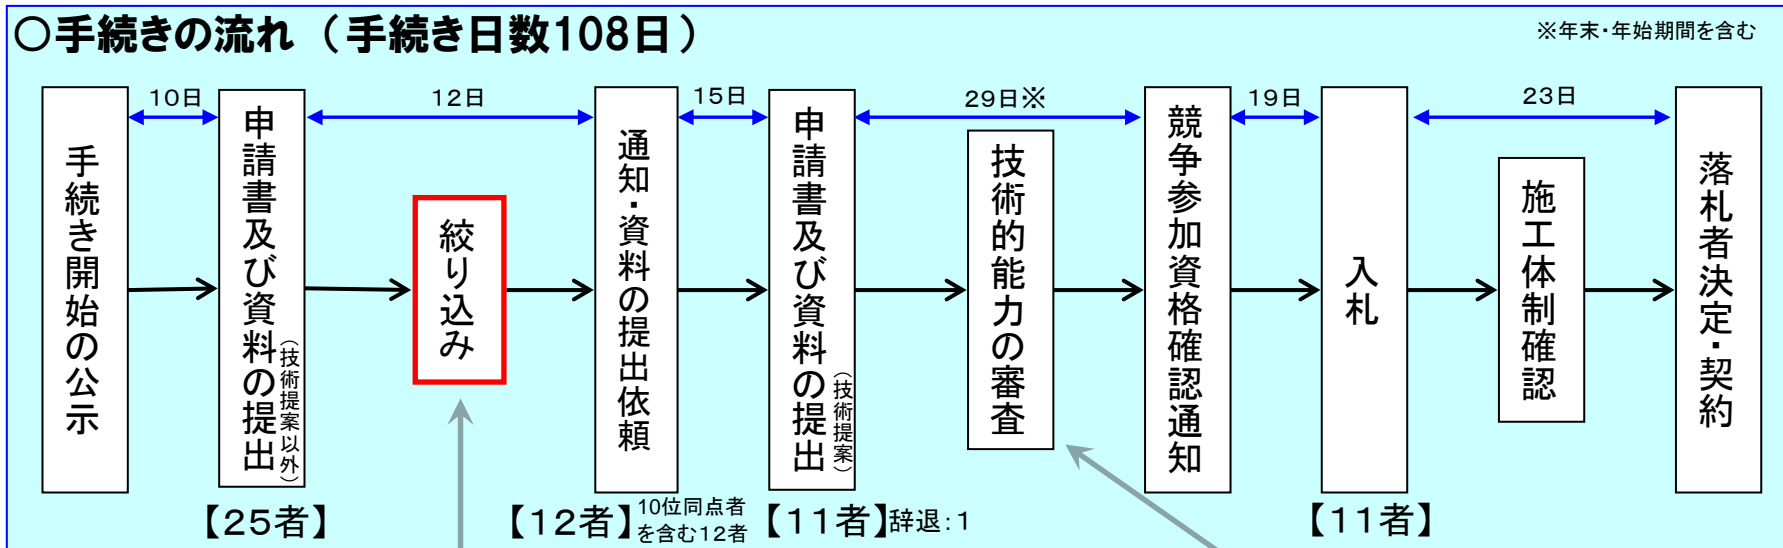 ○手続きの流れ （手続き日数108日）
※年末・年始期間を含む
10日
12日
15日
29日※
19日
23日
手続き開始の公示
申請書及び資料の提出
（技術提案以外）
絞り込み
通知・資料の提出依頼
申請書及び資料の提出
（技術提案）
技術的能力の審査
競争参加資格確認通知
入札
施工体制確認
落札者決定・契約
【25者】
【12者】
10位同点者
を含む12者
【11者】
辞退：1
【11者】